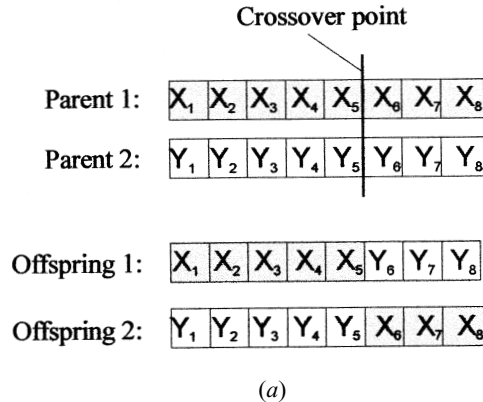 Crossover point
Parent 1: X₁ X₂ X₃ X₄ X₅ X₆ X₇ X₈
Parent 2: Y₁ Y₂ Y₃ Y₄ Y₅ Y₆ Y₇ Y₈
Offspring 1: X₁ X₂ X₃ X₄ X₅ Y₆ Y₇ Y₈
Offspring 2: Y₁ Y₂ Y₃ Y₄ Y₅ X₆ X₇ X₈
(a)